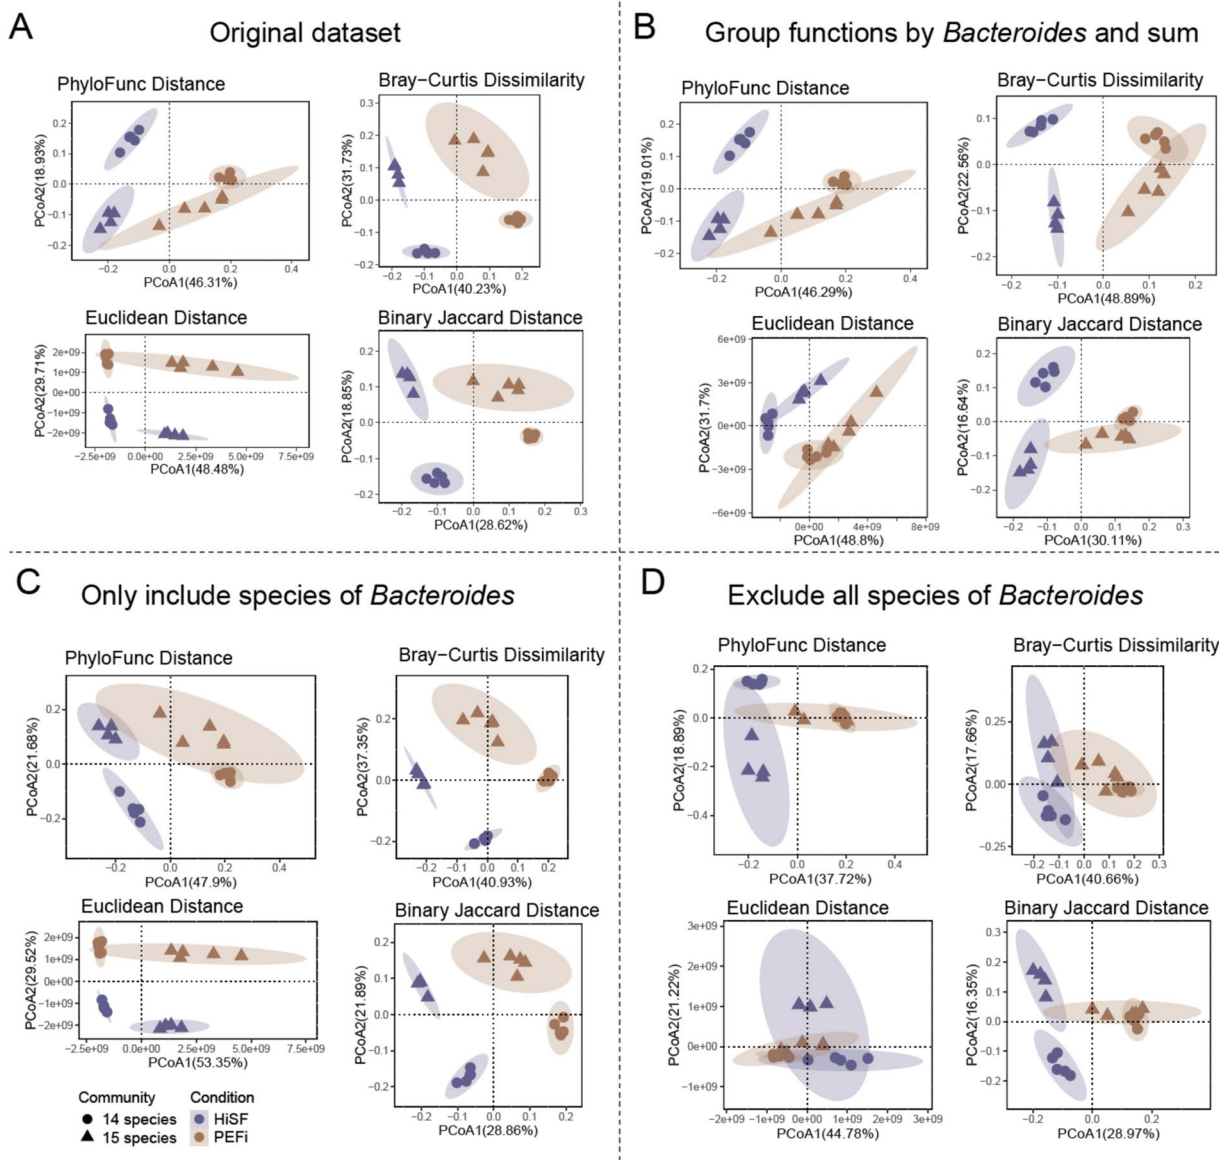 A
Original dataset
PhyloFunc Distance
PCoA2(18.93%)
0.2
0.1
0.0
−0.1
−0.2
−0.2 0.0 0.2 0.4
PCoA1(46.31%)
Bray−Curtis Dissimilarity
PCoA2(31.73%)
0.3
0.2
0.1
0.0
−0.1
−0.2
−0.2 −0.1 0.0 0.1 0.2
PCoA1(40.23%)
Euclidean Distance
PCoA2(29.71%)
2e+09
1e+09
0e+00
−1e+09
−2e+09
−2.5e+09 0.0e+00 2.5e+09 5.0e+09 7.5e+09
PCoA1(48.48%)
Binary Jaccard Distance
PCoA2(18.85%)
0.2
0.1
0.0
−0.1
−0.2
−0.2 −0.1 0.0 0.1 0.2 0.3
PCoA1(28.62%)
B
Group functions by Bacteroides and sum
PhyloFunc Distance
PCoA2(19.01%)
0.2
0.1
0.0
−0.1
−0.2
−0.2 0.0 0.2 0.4
PCoA1(46.29%)
Bray−Curtis Dissimilarity
PCoA2(22.56%)
0.1
0.0
−0.1
−0.2
−0.2 −0.1 0.0 0.1 0.2
PCoA1(48.89%)
Euclidean Distance
PCoA2(31.7%)
6e+09
3e+09
0e+00
−3e+09
−6e+09
0e+00 4e+09 8e+09
PCoA1(48.8%)
Binary Jaccard Distance
PCoA2(16.64%)
0.2
0.1
0.0
−0.1
−0.2
−0.2 −0.1 0.0 0.1 0.2 0.3
PCoA1(30.11%)
C
Only include species of Bacteroides
PhyloFunc Distance
PCoA2(21.68%)
0.2
0.0
−0.2
−0.2 0.0 0.2 0.4
PCoA1(47.9%)
Bray−Curtis Dissimilarity
PCoA2(37.35%)
0.2
0.0
−0.2
−0.2 −0.1 0.0 0.1 0.2
PCoA1(40.93%)
Euclidean Distance
PCoA2(29.52%)
2e+09
1e+09
0e+00
−1e+09
−2e+09
−2.5e+09 0.0e+00 2.5e+09 5.0e+09 7.5e+09
PCoA1(53.35%)
Binary Jaccard Distance
PCoA2(21.89%)
0.2
0.1
0.0
−0.1
−0.2
−0.2 −0.1 0.0 0.1 0.2
PCoA1(28.86%)
Community Condition
14 species HiSF
15 species PEFi
D
Exclude all species of Bacteroides
PhyloFunc Distance
PCoA2(18.89%)
0.2
0.0
−0.2
−0.4
−0.2 0.0 0.2 0.4
PCoA1(37.72%)
Bray−Curtis Dissimilarity
PCoA2(17.66%)
0.25
0.00
−0.25
−0.2 −0.1 0.0 0.1 0.2 0.3
PCoA1(40.66%)
Euclidean Distance
PCoA2(21.22%)
3e+09
2e+09
1e+09
0e+00
−1e+09
−2e+09 −1e+09 0e+00 1e+09 2e+09 3e+09
PCoA1(44.78%)
Binary Jaccard Distance
PCoA2(16.35%)
0.3
0.2
0.1
0.0
−0.1
−0.2
−0.2 0.0 0.2
PCoA1(28.97%)